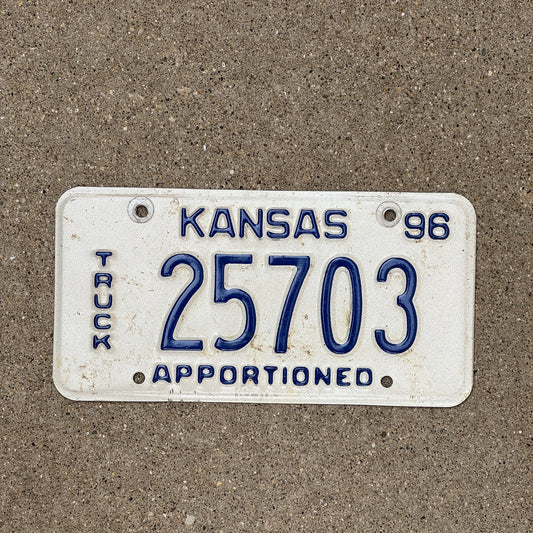 KANSAS 96
TRUCK
25703
APPORTIONED